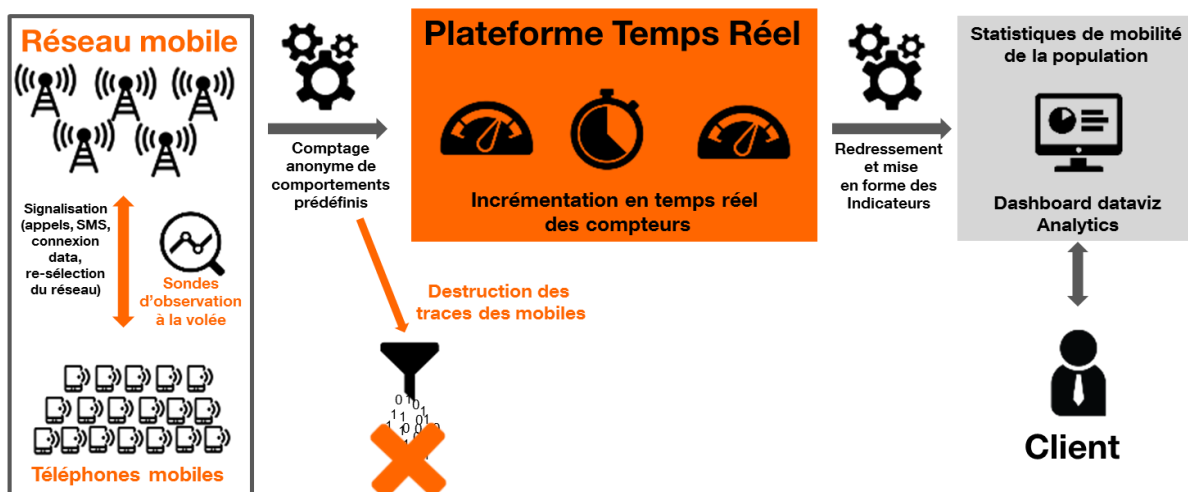 Réseau mobile
Signalisation
(appels, SMS,
connexion
data,
re-sélection
du réseau)
Sondes
d'observation
à la volée
Téléphones mobiles
Comptage
anonyme de
comportements
prédéfinis
Plateforme Temps Réel
Incrémentation en temps réel
des compteurs
Destruction des
traces des mobiles
Redressement
et mise
en forme des
Indicateurs
Statistiques de mobilité
de la population
Dashboard dataviz
Analytics
Client